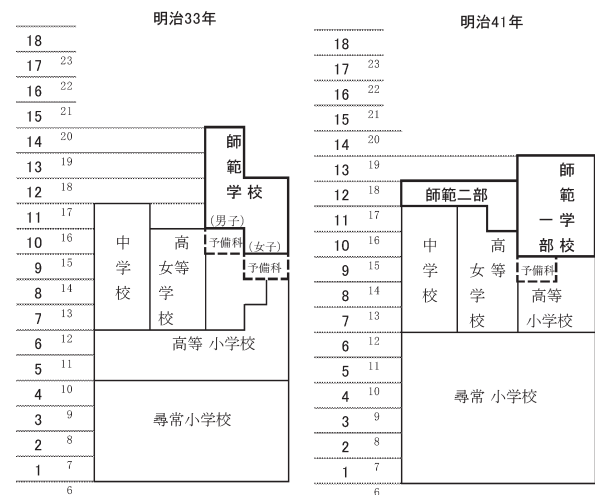 明治33年
18
17 23
16 22
15 21
14 20
13 19
12 18
11 17
10 16
9 15
8 14
7 13
6 12
5 11
4 10
3 9
2 8
1 7
6
師範学校
(男子)
予備科
(女子)
予備科
中学校
高等女学校
高等 小学校
尋常小学校
明治41年
18
17 23
16 22
15 21
14 20
13 19
12 18
11 17
10 16
9 15
8 14
7 13
6 12
5 11
4 10
3 9
2 8
1 7
6
師範学校一部
師範二部
予備科
中学校
高等女学校
高等
小学校
尋常 小学校